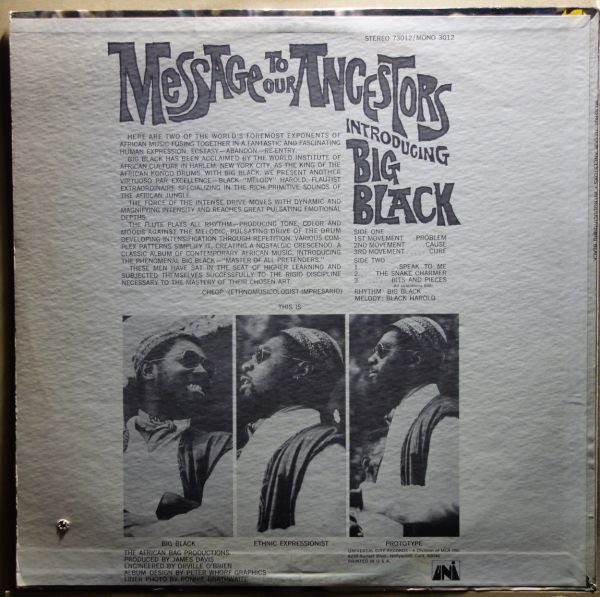 STEREO 73012/MONO 3012
MESSAGE TO OUR ANCESTORS
INTRODUCING
BIG
BLACK
HERE ARE TWO OF THE WORLD'S FOREMOST EXPONENTS OF
AFRICAN MUSIC FUSING TOGETHER IN A FANTASTIC AND FASCINATING
HUMAN EXPRESSION. ECSTASY—ABANDON—RE-ENTRY.
BIG BLACK HAS BEEN ACCLAIMED BY THE WORLD INSTITUTE OF
AFRICAN CULTURE IN HARLEM, NEW YORK CITY, AS THE KING OF THE
AFRICAN KONGO DRUMS. WITH BIG BLACK, WE PRESENT ANOTHER
VIRTUOSO PAR EXCELLENCE—BLACK "MELODY" HAROLD, FLAUTIST
EXTRAORDINAIRE SPECIALIZING IN THE RICH PRIMITIVE SOUNDS OF
THE AFRICAN JUNGLE.
THE FORCE OF THE INTENSE DRIVE MOVES WITH DYNAMIC AND
MAGNIFYING INTENSITY AND REACHES GREAT PULSATING EMOTIONAL
DEPTHS.
THE FLUTE PLAYS ALL RHYTHM—PRODUCING TONE, COLOR AND
MOODS AGAINST THE MELODIC, PULSATING DRIVE OF THE DRUM
DEVELOPING INTENSIFICATION THROUGH REPETITION. VARIOUS COM-
PLEX PATTERNS SIMPLIFY IT, CREATING A NOSTALGIC CRESCENDO. A
CLASSIC ALBUM OF CONTEMPORARY AFRICAN MUSIC, INTRODUCING
THE PHENOMENAL BIG BLACK—"MASTER OF ALL PRETENDERS."
THESE MEN HAVE SAT IN THE SEAT OF HIGHER LEARNING AND
SUBJECTED THEMSELVES SUCCESSFULLY TO THE RIGID DISCIPLINE
NECESSARY TO THE MASTERY OF THEIR CHOSEN ART.
CHEOP (ETHNOMUSICOLOGIST-IMPRESARIO)
SIDE ONE
1ST MOVEMENT PROBLEM
2ND MOVEMENT CAUSE
3RD MOVEMENT CURE
SIDE TWO
1. SPEAK TO ME
2. THE SNAKE CHARMER
3. BITS AND PIECES
RHYTHM: BIG BLACK
MELODY: BLACK HAROLD
THIS IS
BIG BLACK
ETHNIC EXPRESSIONIST
PROTOTYPE
THE AFRICAN BAG PRODUCTIONS
PRODUCED BY JAMES DAVIS
ENGINEERED BY ORVILLE O'BRIEN
ALBUM DESIGN BY PETER WHORF GRAPHICS
LINER PHOTO BY RONNIE BRATHWAITE
UNIVERSAL CITY RECORDS - A Division of MCA INC.
8255 Sunset Blvd., Hollywood, Calif. 90046
PRINTED IN U.S.A.
UNI